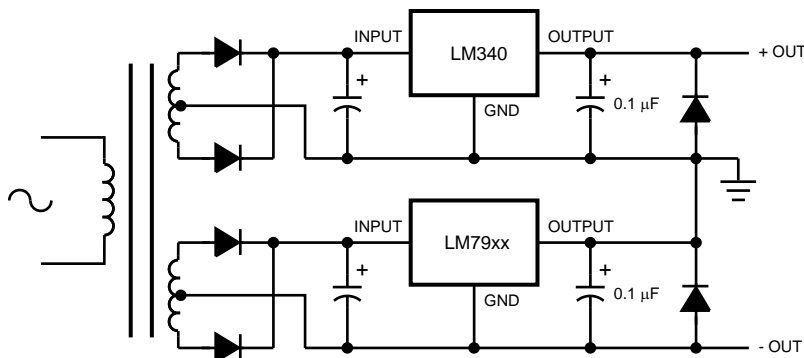 INPUT
LM340
OUTPUT
+ OUT
+
GND
+
0.1 μF
INPUT
LM79xx
OUTPUT
+
GND
+
0.1 μF
- OUT